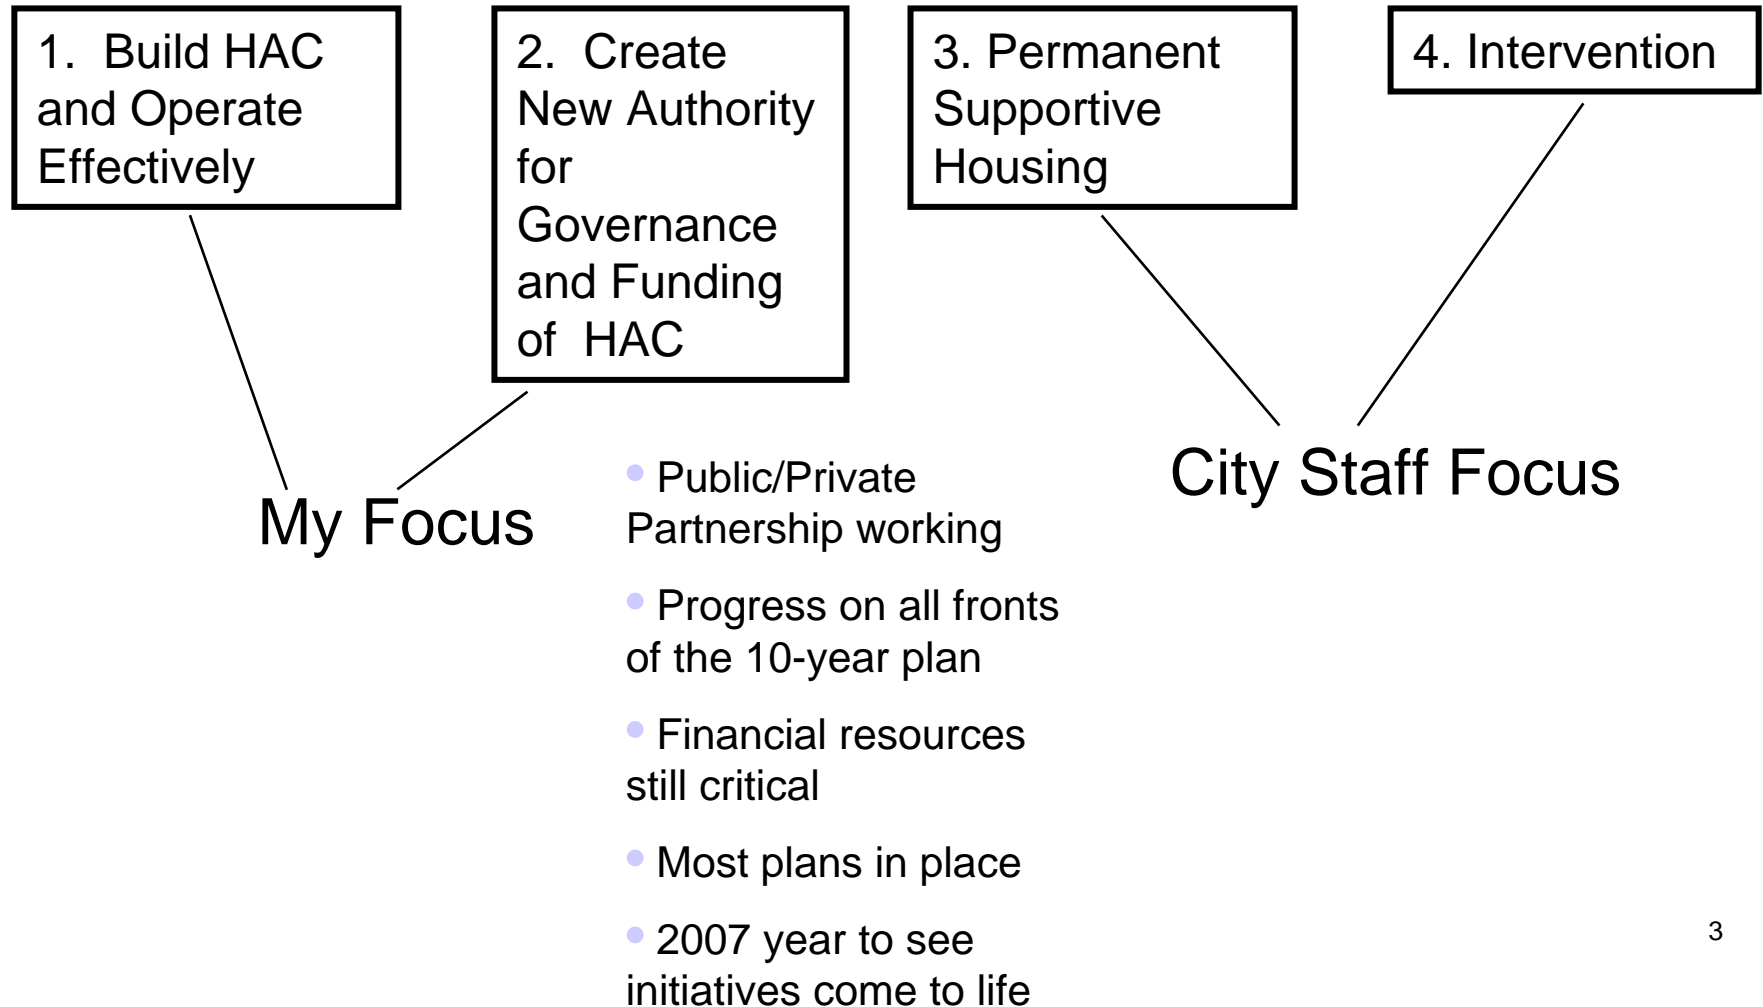 1. Build HAC
and Operate
Effectively
2. Create
New Authority
for
Governance
and Funding
of HAC
3. Permanent
Supportive
Housing
4. Intervention
My Focus
• Public/Private
Partnership working
• Progress on all fronts
of the 10-year plan
• Financial resources
still critical
• Most plans in place
• 2007 year to see
initiatives come to life
City Staff Focus
3